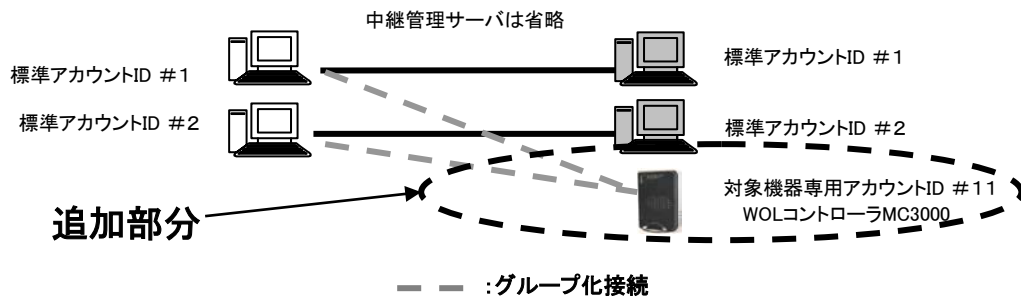 中継管理サーバは省略
標準アカウントID #1
標準アカウントID #1
標準アカウントID #2
標準アカウントID #2
対象機器専用アカウントID #11
WOLコントローラMC3000
追加部分
:グループ化接続